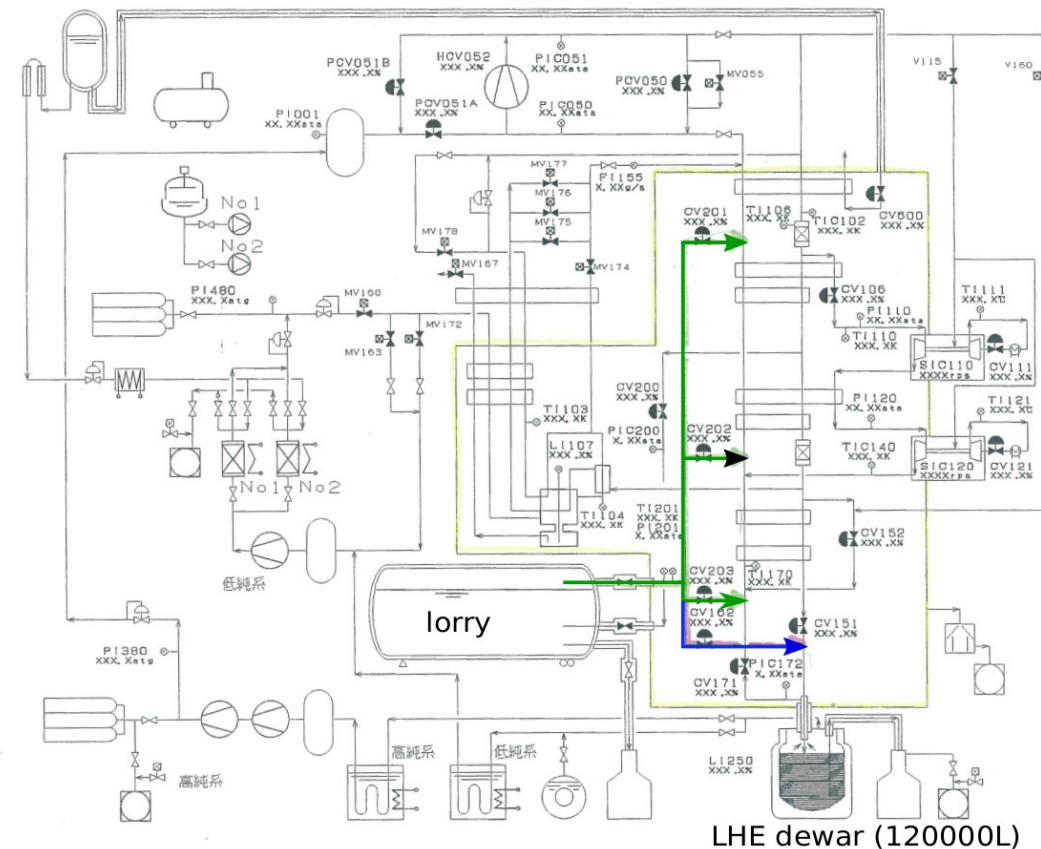 PCV051B
XXX.X%
HCV052
XXX.X%
PIC051
XX.XXata
PCV050
XXX.X%
MV055
V115
V160
PCV051A
XXX.X%
PIC050
XX.XXata
PI001
XX.XXata
MV177
MV176
MV175
FI155
X.XXg/s
MV174
MV178
MV167
No1
No2
CV201
XXX.X%
TI106
XXX.XK
TIC102
XXX.XK
CV600
XXX.X%
PI480
XXX.Xatg
MV160
MV163
MV172
CV106
XXX.X%
PI110
XX.XXata
TI110
XXX.XK
TI111
XXX.XC
SIC110
XXXXrps
CV111
XXX.X%
CV200
XXX.X%
PIC200
XX.XXata
TI103
XXX.XK
LI107
XXX.X%
TI104
XXX.XK
CV202
XXX.X%
PI120
XX.XXata
TIC140
XXX.XK
TI121
XXX.XC
SIC120
XXXXrps
CV121
XXX.X%
No1
No2
TI201
XXX.XK
PI201
X.XXata
CV152
XXX.X%
低純系
CV203
XXX.X%
TI170
XXX.XK
lorry
CV162
XXX.X%
CV151
XXX.X%
PI380
XXX.Xatg
CV171
XXX.X%
PIC172
X.XXata
高純系
高純系
低純系
LI250
XXX.X%
LHE dewar (120000L)